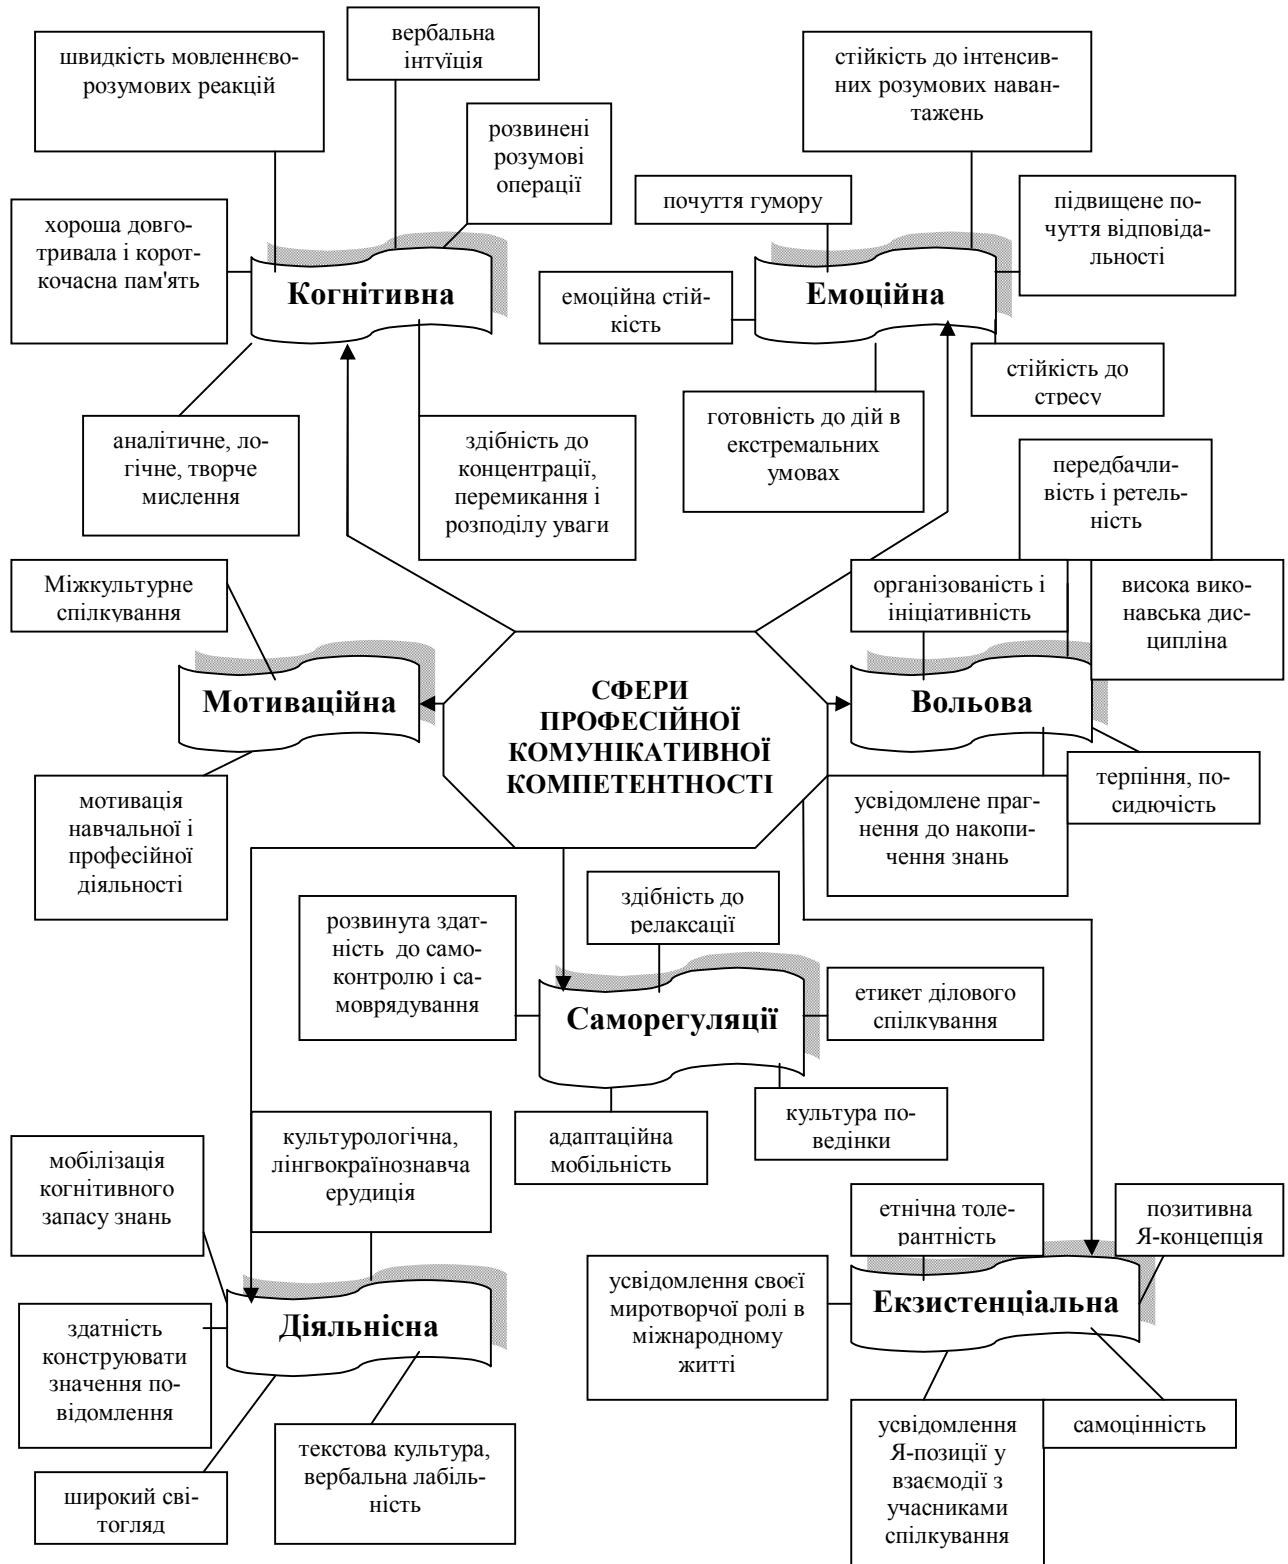 вербальна
інтуїція
швидкість мовленнєво-
розумових реакцій
стійкість до інтенсив-
них розумових наван-
тажень
розвинені
розумові
операції
почуття гумору
підвищене по-
чуття відповіда-
льності
хороша довго-
тривала і корот-
кочасна пам'ять
Когнітивна
емоційна стій-
кість
Емоційна
стійкість до
стресу
аналітичне, ло-
гічне, творче
мислення
здібність до
концентрації,
перемикання і
розподілу уваги
готовність до дій в
екстремальних
умовах
передбачли-
вість і ретель-
ність
Міжкультурне
спілкування
організованість і
ініціативність
висока вико-
навська дис-
ципліна
Мотиваційна
СФЕРИ
ПРОФЕСІЙНОЇ
КОМУНІКАТИВНОЇ
КОМПЕТЕНТНОСТІ
Вольова
мотивація
навчальної і
професійної
діяльності
усвідомлене праг-
нення до накопи-
чення знань
терпіння, по-
сидючість
здібність до
релаксації
розвинута здат-
ність до само-
контролю і са-
моврядування
Саморегуляції
етикет ділового
спілкування
адаптаційна
мобільність
культура по-
ведінки
культурологічна,
лінгвокраїнознавча
ерудиція
мобілізація
когнітивного
запасу знань
етнічна толе-
рантність
позитивна
Я-концепція
усвідомлення своєї
миротворчої ролі в
міжнародному
житті
Екзистенціальна
Діяльнісна
здатність
конструювати
значення по-
відомлення
текстова культура,
вербальна лабіль-
ність
широкий сві-
тогляд
усвідомлення
Я-позиції у
взаємодії з
учасниками
спілкування
самоцінність